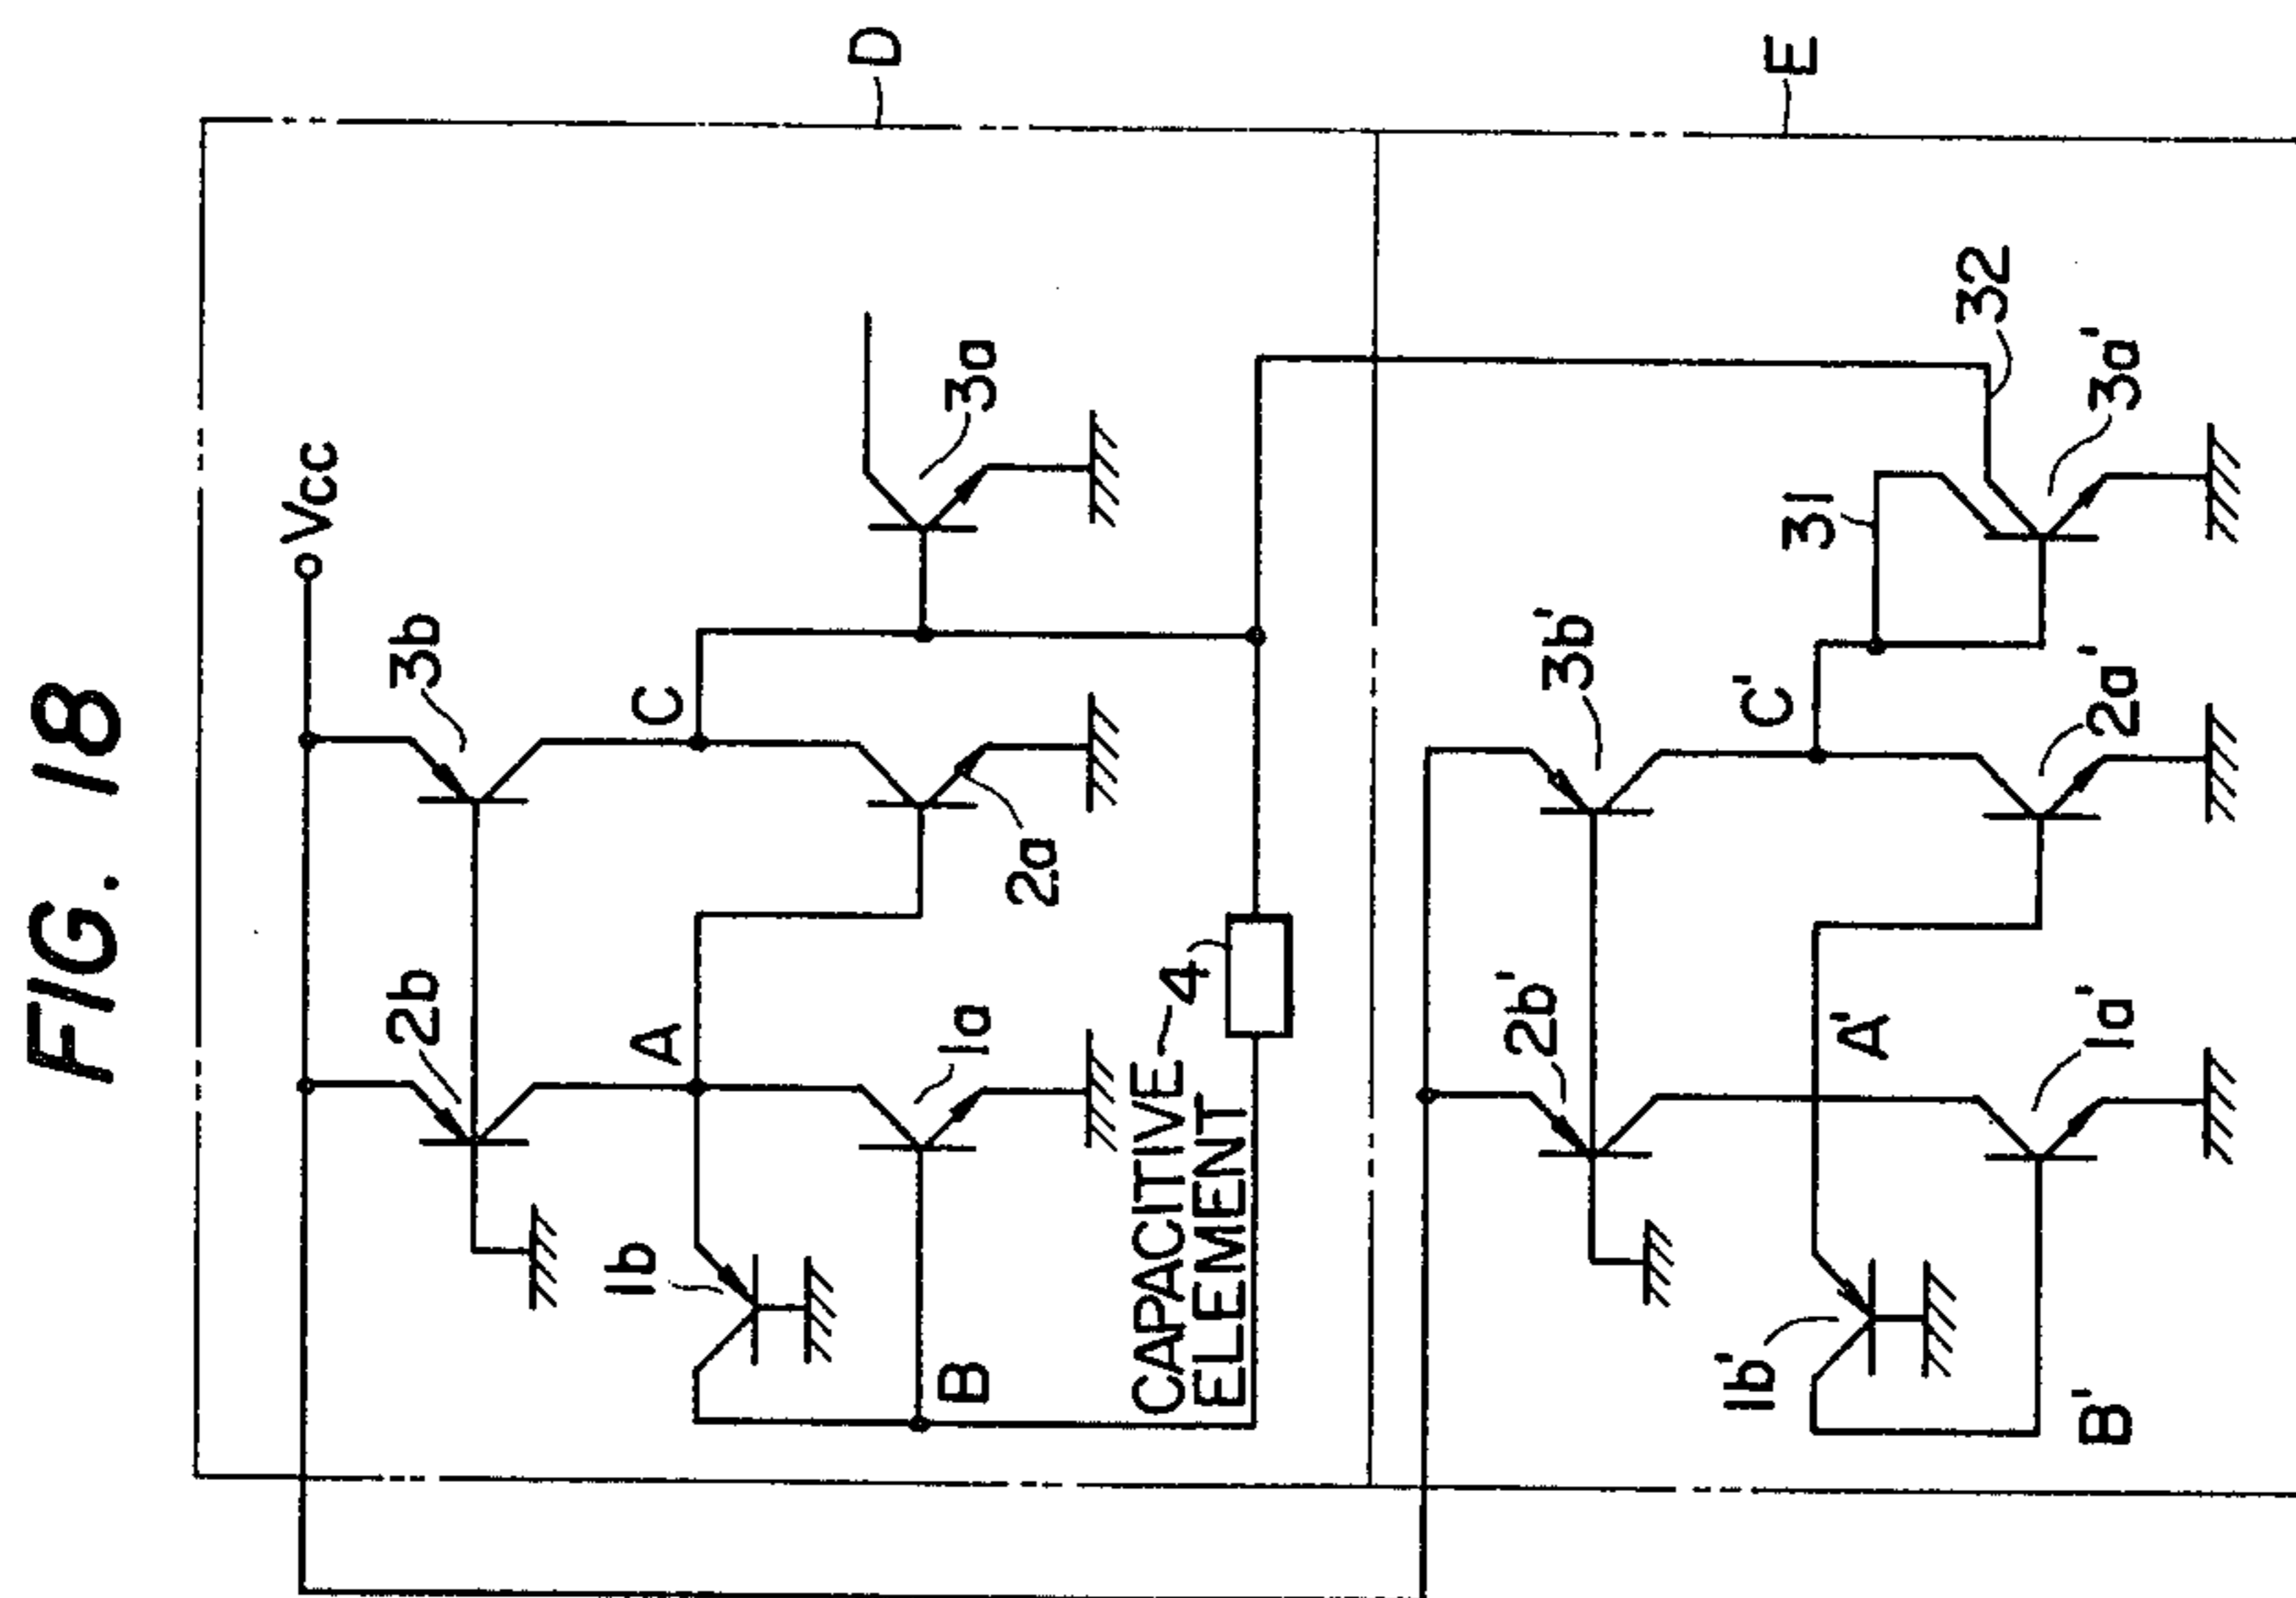 FIG. 18
D
E
Vcc
3b
2b
C
A
3a
2a
1a
1b
B
4
CAPACITIVE
ELEMENT
32
31
3a'
3b'
C'
2a'
2b'
A'
1a'
1b'
B'